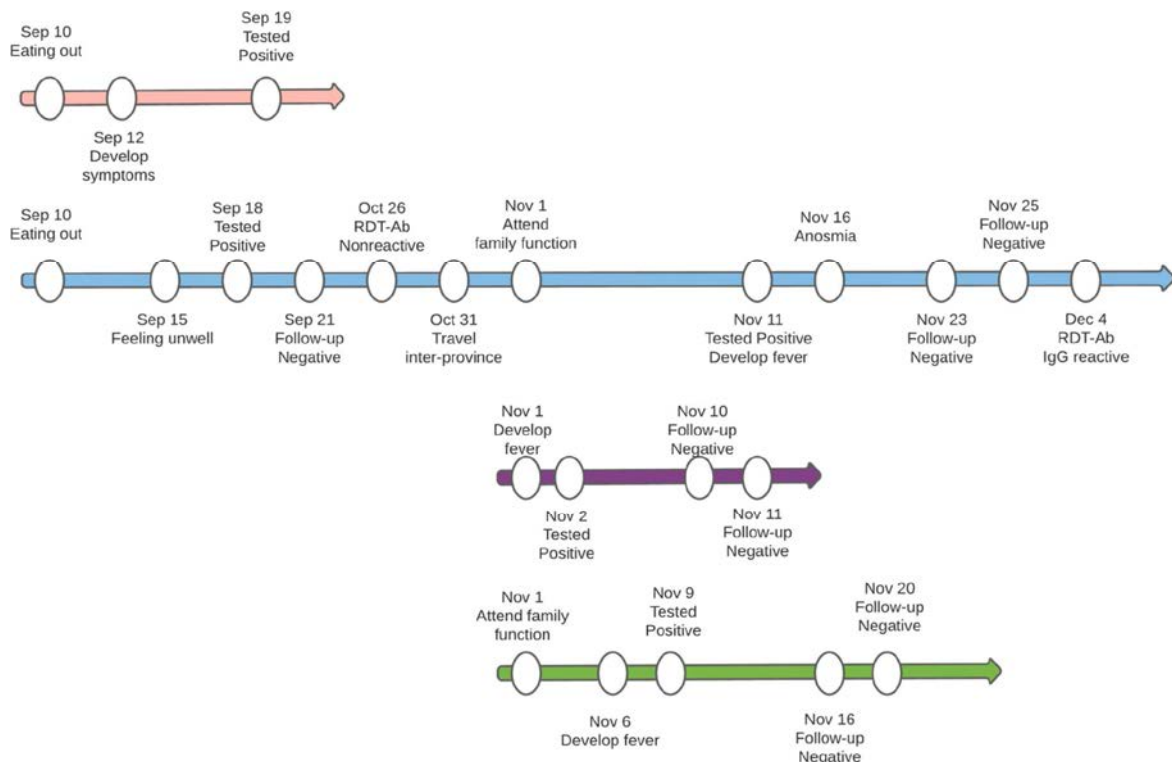 Sep 10
Eating out
Sep 19
Tested
Positive
Sep 12
Develop
symptoms
Sep 10
Eating out
Sep 18
Tested
Positive
Oct 26
RDT-Ab
Nonreactive
Nov 1
Attend
family function
Nov 16
Anosmia
Nov 25
Follow-up
Negative
Sep 15
Feeling unwell
Sep 21
Follow-up
Negative
Oct 31
Travel
inter-province
Nov 11
Tested Positive
Develop fever
Nov 23
Follow-up
Negative
Dec 4
RDT-Ab
IgG reactive
Nov 1
Develop
fever
Nov 10
Follow-up
Negative
Nov 2
Tested
Positive
Nov 11
Follow-up
Negative
Nov 1
Attend family
function
Nov 9
Tested
Positive
Nov 20
Follow-up
Negative
Nov 6
Develop fever
Nov 16
Follow-up
Negative